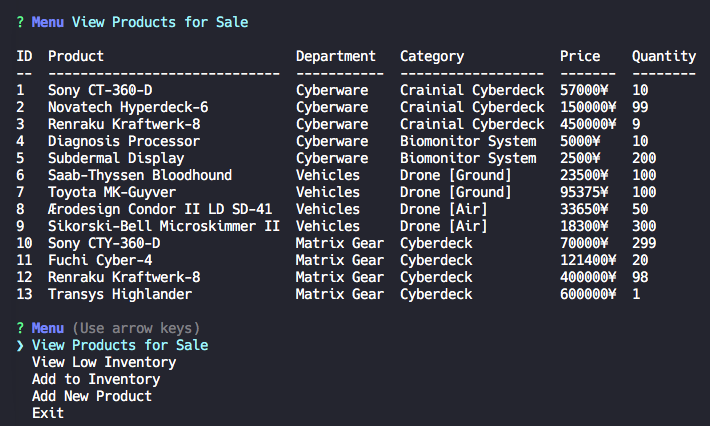 ? Menu View Products for Sale
ID  Product                        Department   Category            Price    Quantity
--  -----------------------------  -----------  ------------------  -------  --------
1   Sony CT-360-D                  Cyberware    Crainial Cyberdeck  57000¥   10
2   Novatech Hyperdeck-6           Cyberware    Crainial Cyberdeck  150000¥  99
3   Renraku Kraftwerk-8            Cyberware    Crainial Cyberdeck  450000¥  9
4   Diagnosis Processor            Cyberware    Biomonitor System   5000¥    10
5   Subdermal Display              Cyberware    Biomonitor System   2500¥    200
6   Saab-Thyssen Bloodhound        Vehicles     Drone [Ground]      23500¥   100
7   Toyota MK-Guyver               Vehicles     Drone [Ground]      95375¥   100
8   Ærodesign Condor II LD SD-41   Vehicles     Drone [Air]         33650¥   50
9   Sikorski-Bell Microskimmer II  Vehicles     Drone [Air]         18300¥   300
10  Sony CTY-360-D                 Matrix Gear  Cyberdeck           70000¥   299
11  Fuchi Cyber-4                  Matrix Gear  Cyberdeck           121400¥  20
12  Renraku Kraftwerk-8            Matrix Gear  Cyberdeck           400000¥  98
13  Transys Highlander             Matrix Gear  Cyberdeck           600000¥  1
? Menu (Use arrow keys)
❯ View Products for Sale
View Low Inventory
Add to Inventory
Add New Product
Exit